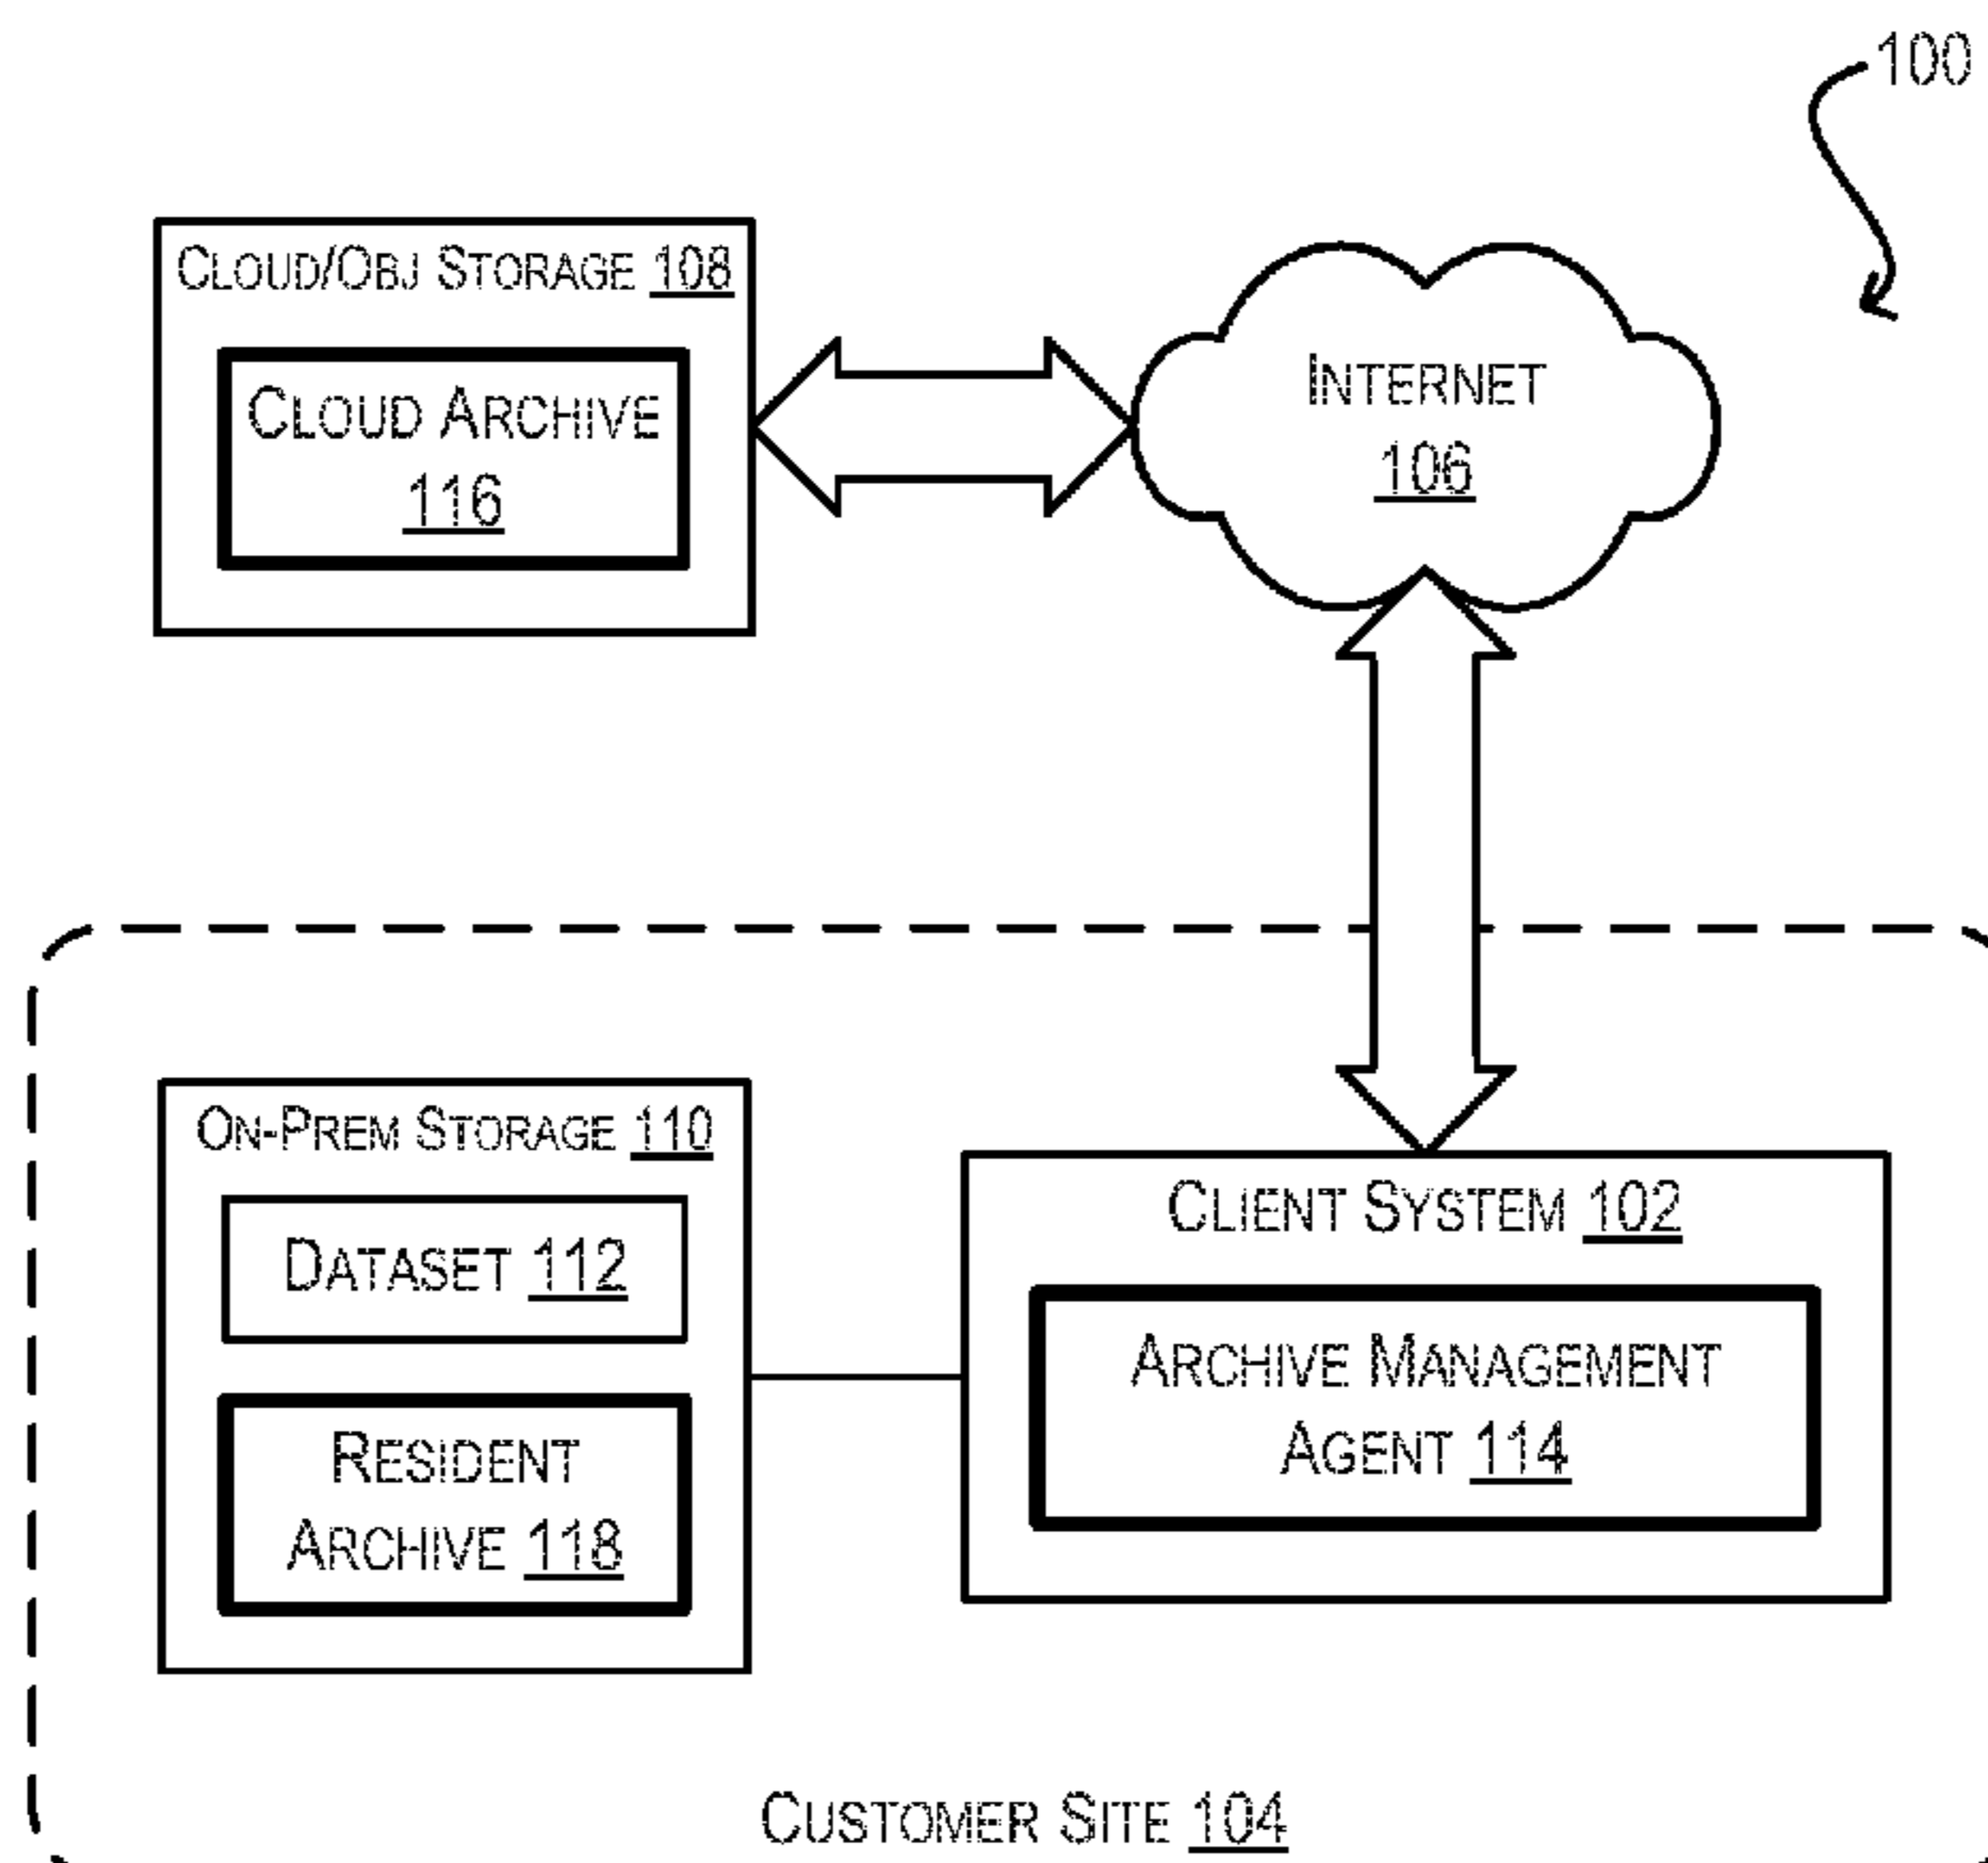 100
CLOUD/OBJ STORAGE 108
CLOUD ARCHIVE
116
INTERNET
106
ON-PREM STORAGE 110
DATASET 112
RESIDENT
ARCHIVE 118
CLIENT SYSTEM 102
ARCHIVE MANAGEMENT
AGENT 114
CUSTOMER SITE 104